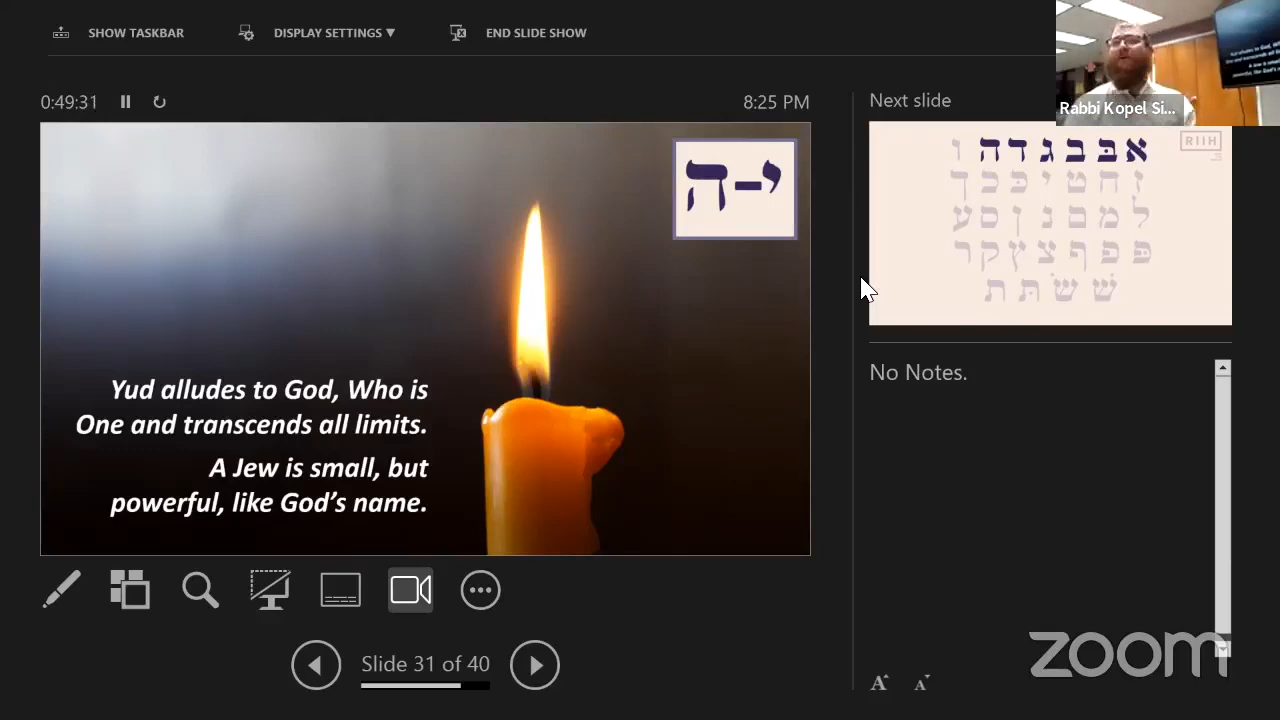 SHOW TASKBAR
DISPLAY SETTINGS ▼
END SLIDE SHOW
0:49:31
8:25 PM
י-ה
Yud alludes to God, Who is
One and transcends all limits.
A Jew is small, but
powerful, like God's name.
Slide 31 of 40
Next slide
א בּ ב ג ד ה ו
ז ח ט י כּ כ ך
ל מ ם נ ן ס ע
פּ פ ף צ ץ ק ר
שׁ שׂ תּ ת
No Notes.
A A
Rabbi Kopel Si...
zoom